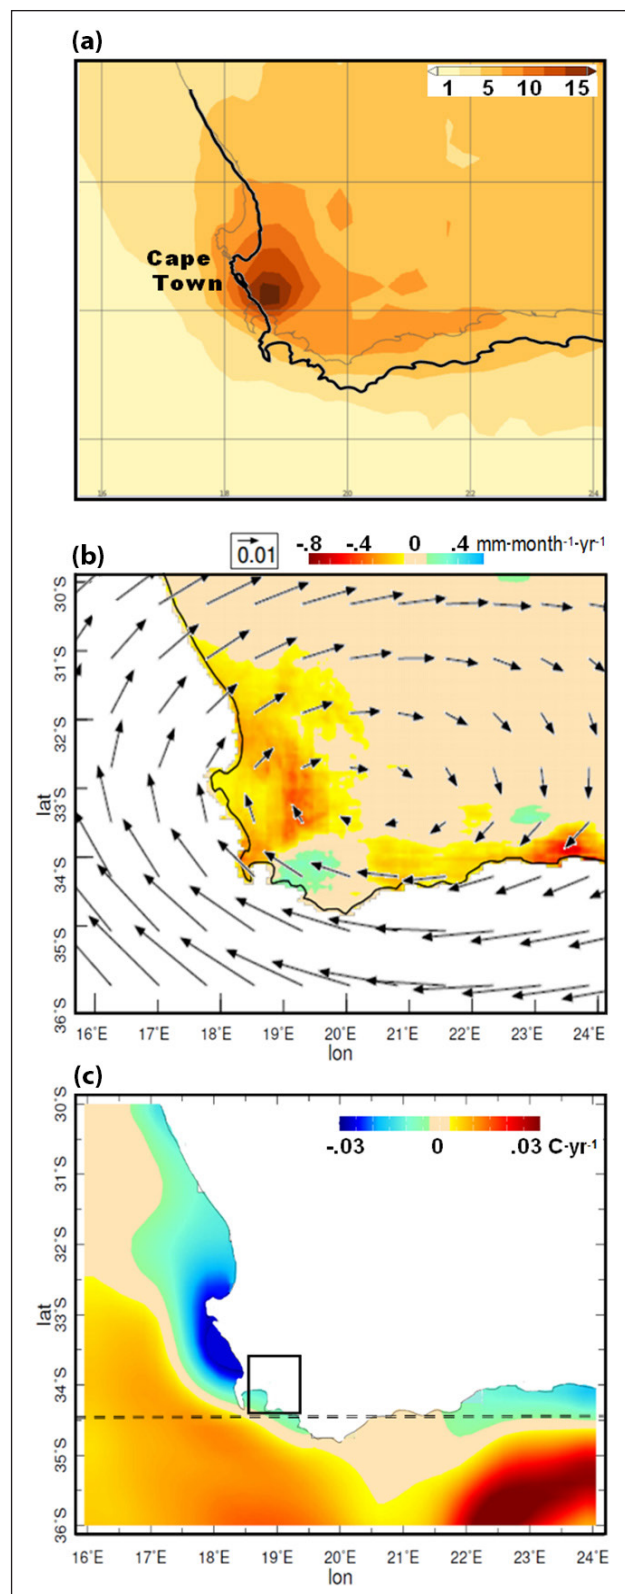 (a)
1 5 10 15
Cape
Town
16 18 20 22 24
(b)
0.01
-.8 -.4 0 .4 mm-month⁻¹-yr⁻¹
30°S
31°S
32°S
33°S
34°S
35°S
36°S
lat
16°E 17°E 18°E 19°E 20°E 21°E 22°E 23°E 24°E
lon
(c)
-.03 0 .03 C-yr⁻¹
30°S
31°S
32°S
33°S
34°S
35°S
36°S
lat
16°E 17°E 18°E 19°E 20°E 21°E 22°E 23°E 24°E
lon